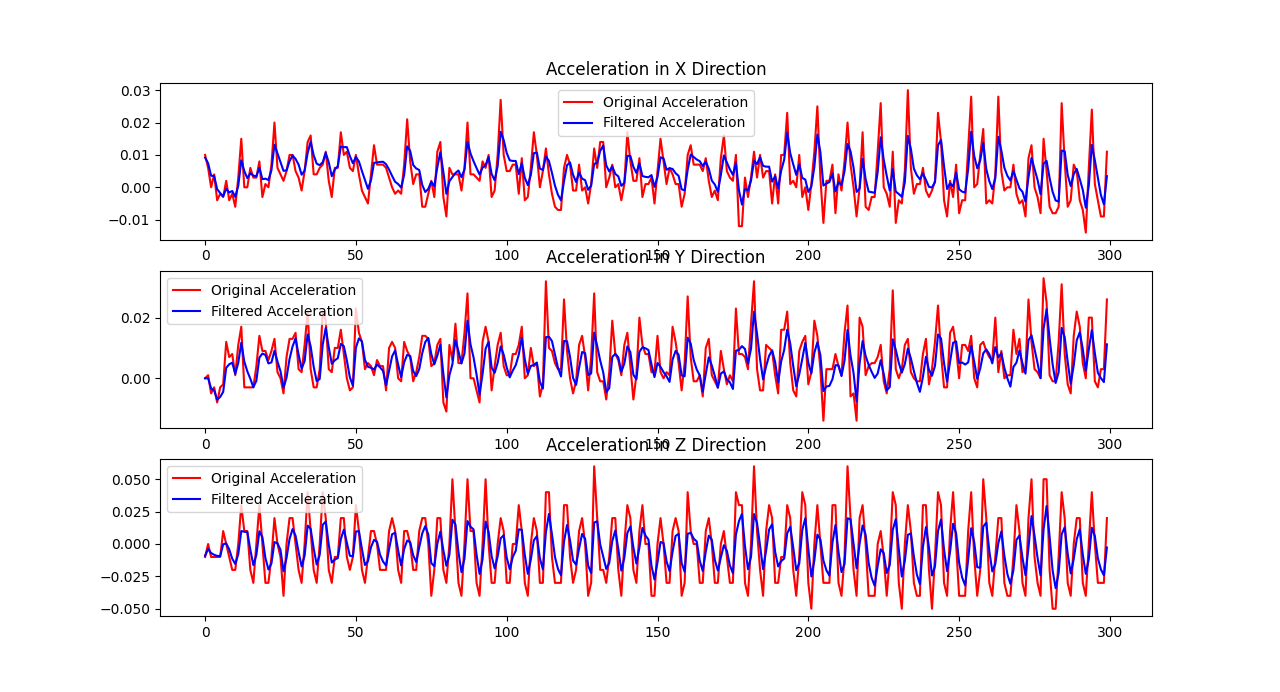 Acceleration in X Direction
0.03
0.02
0.01
0.00
−0.01
Original Acceleration
Filtered Acceleration
0 50 100 150 200 250 300
Acceleration in Y Direction
0.02
0.00
Original Acceleration
Filtered Acceleration
0 50 100 150 200 250 300
Acceleration in Z Direction
0.050
0.025
0.000
−0.025
−0.050
Original Acceleration
Filtered Acceleration
0 50 100 150 200 250 300